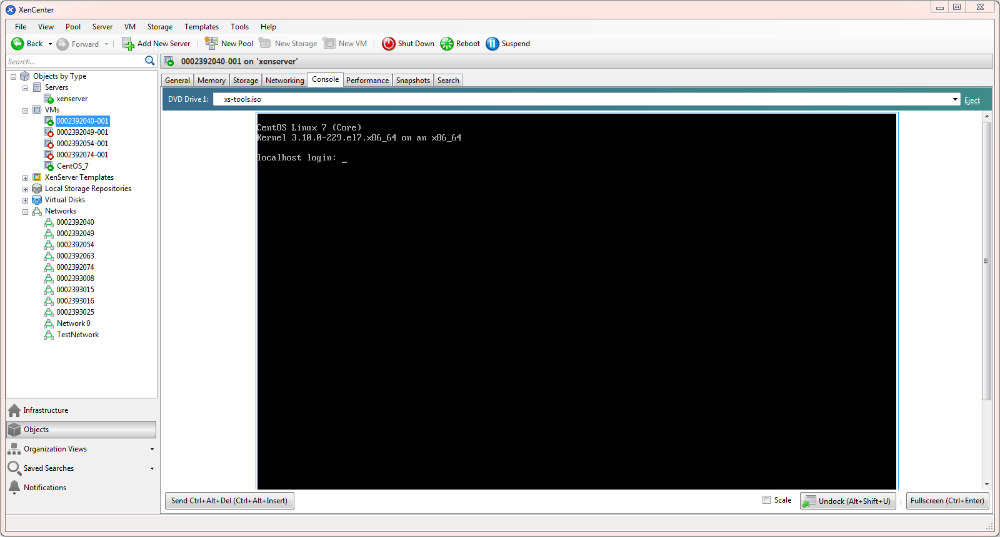 XenCenter
File View Pool Server VM Storage Templates Tools Help
Back Forward Add New Server New Pool New Storage New VM Shut Down Reboot Suspend
Search...
0002392040-001 on 'xenserver'
Objects by Type
Servers
xenserver
VMs
0002392040-001
0002392049-001
0002392054-001
0002392074-001
CentOS_7
XenServer Templates
Local Storage Repositories
Virtual Disks
Networks
0002392040
0002392049
0002392054
0002392063
0002392074
0002393008
0002393015
0002393016
0002393025
Network 0
TestNetwork
Infrastructure
Objects
Organization Views
Saved Searches
Notifications
General Memory Storage Networking Console Performance Snapshots Search
DVD Drive 1: xs-tools.iso Eject
CentOS Linux 7 (Core)
Kernel 3.10.0-229.el7.x86_64 on an x86_64
localhost login: _
Send Ctrl+Alt+Del (Ctrl+Alt+Insert) Scale Undock (Alt+Shift+U) Fullscreen (Ctrl+Enter)